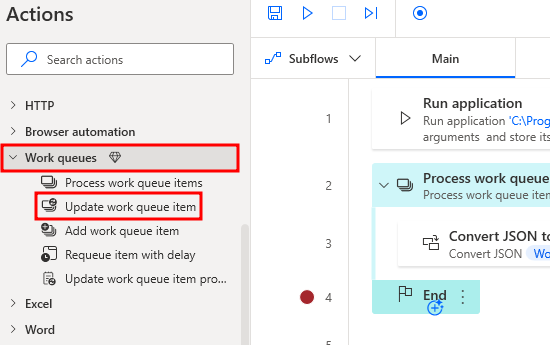 Actions
Search actions
HTTP
Browser automation
Work queues
Process work queue items
Update work queue item
Add work queue item
Requeue item with delay
Update work queue item pro...
Excel
Word
Subflows
Main
1
Run application
Run application 'C:\Prog
arguments and store its
2
Process work queue
Process work queue item
3
Convert JSON to
Convert JSON Wo
4
End
5